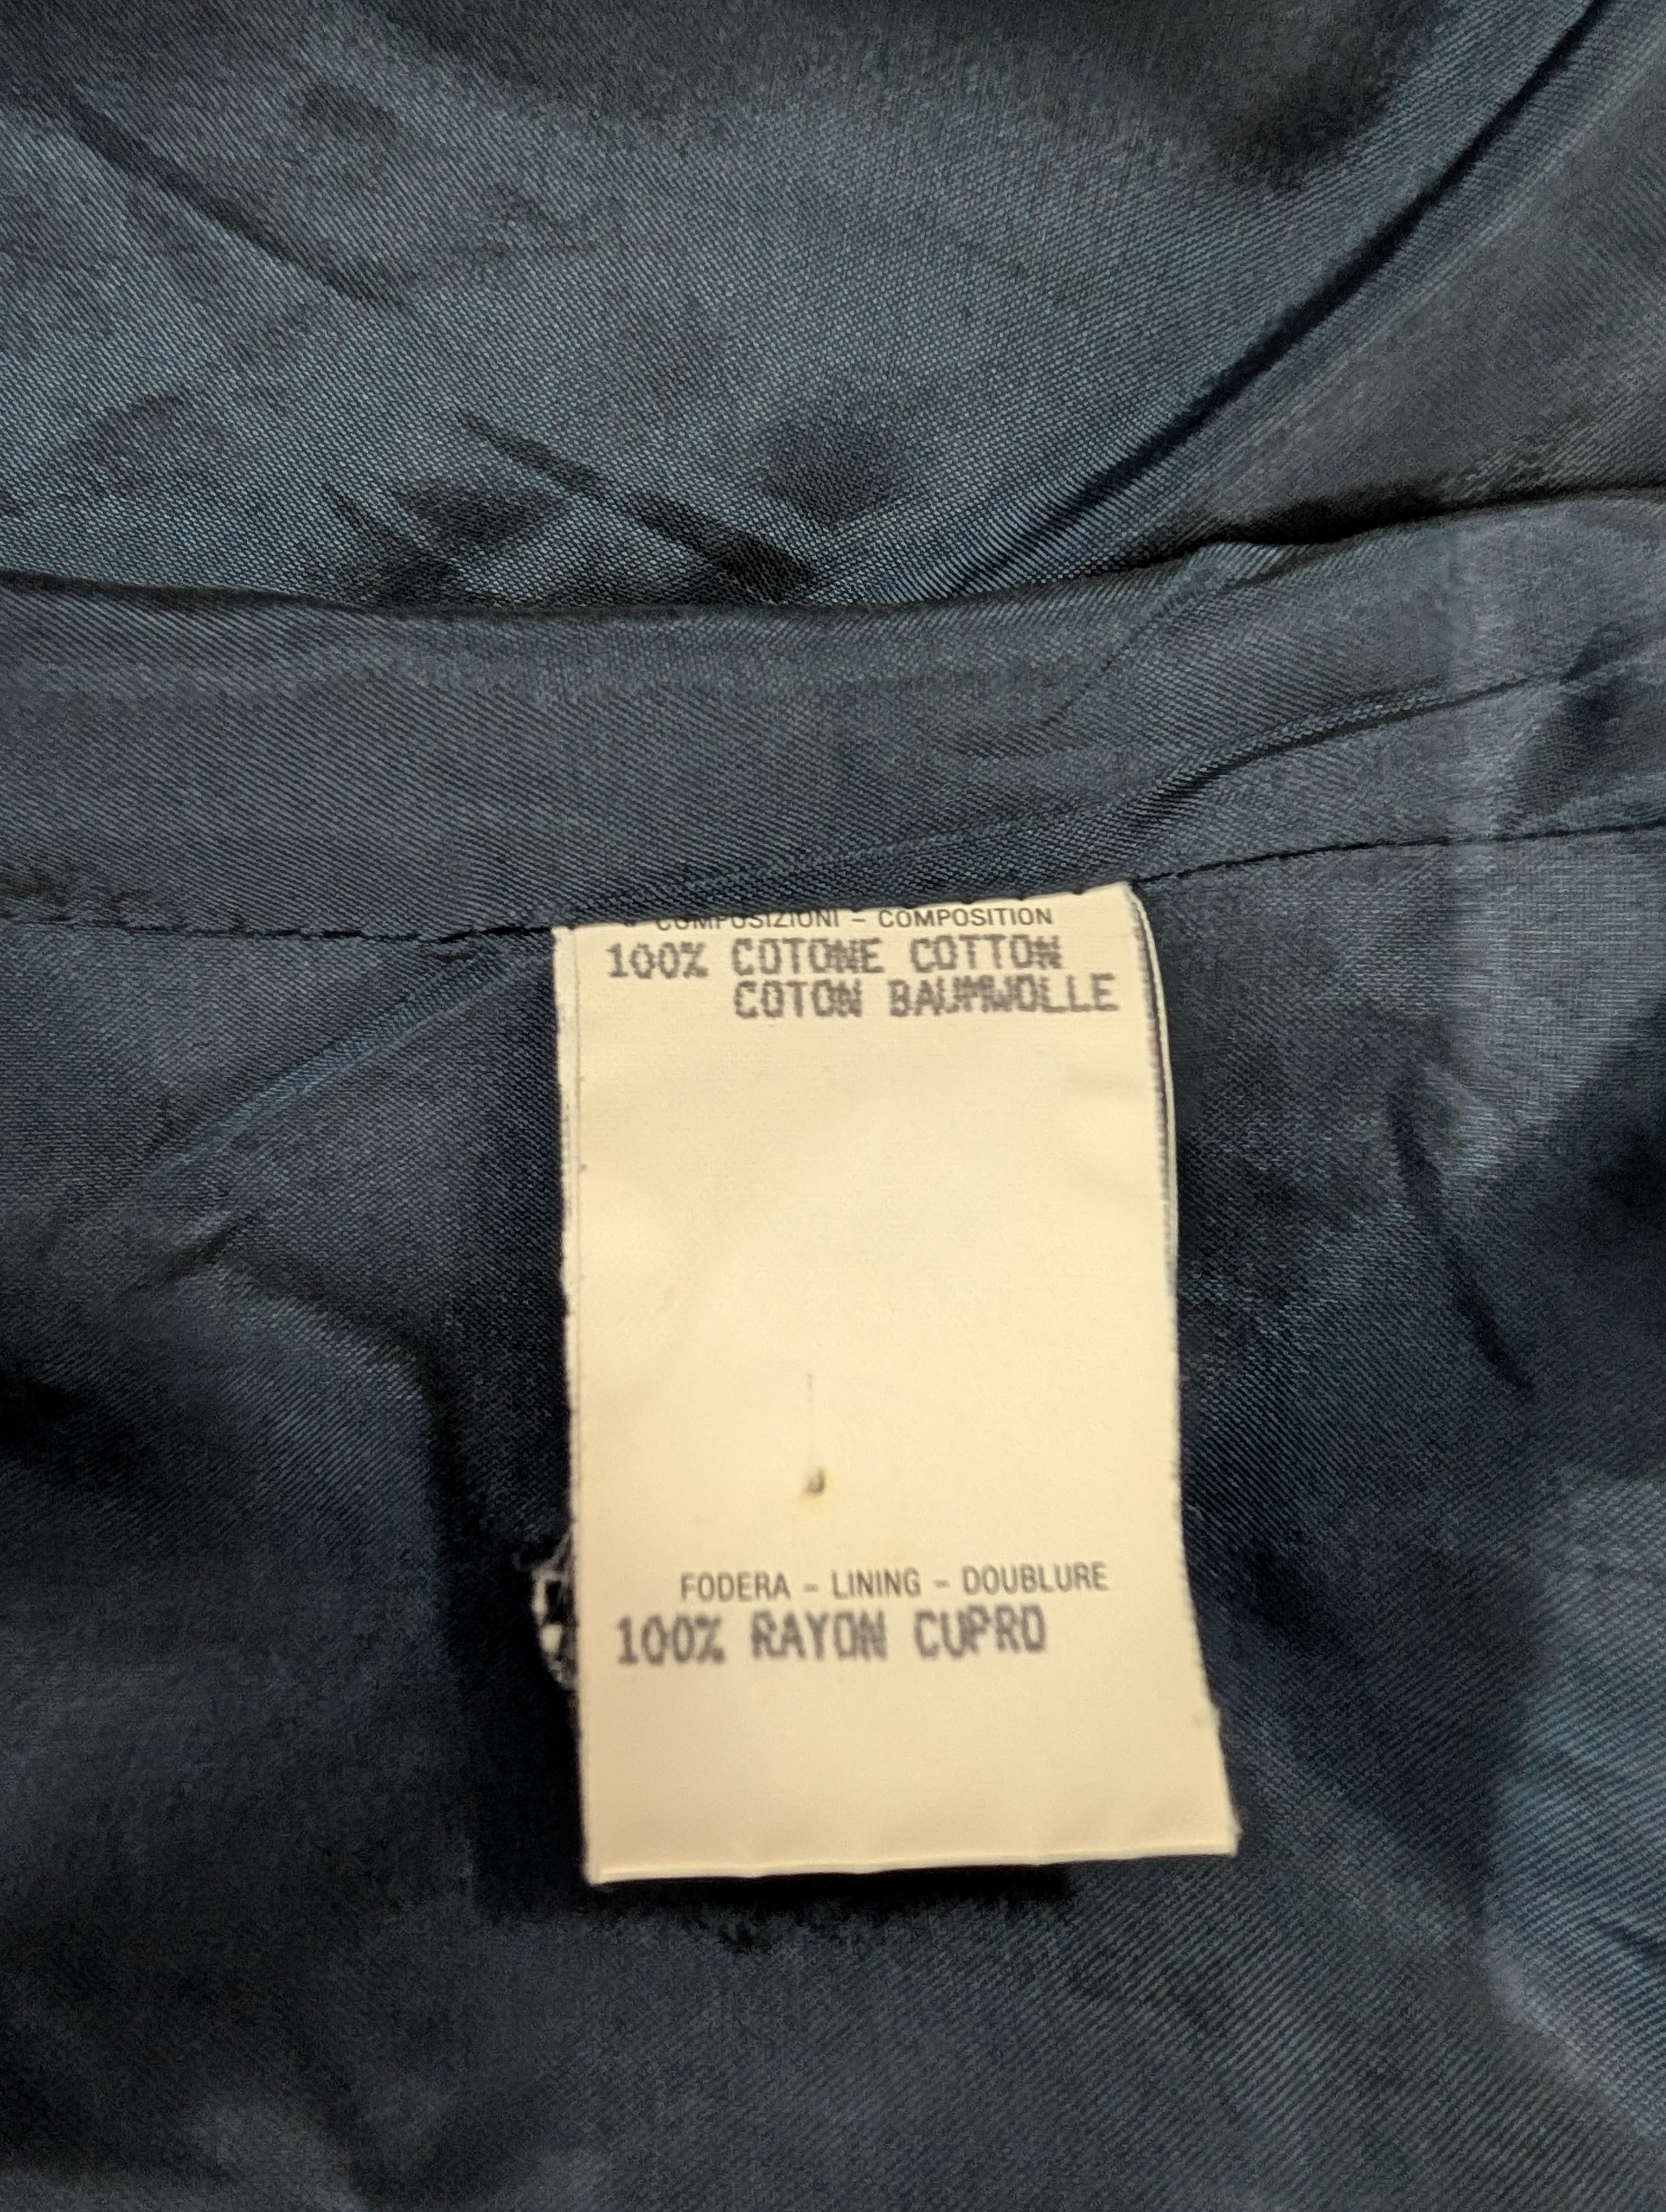 COMPOSIZIONI – COMPOSITION
100% COTONE COTTON
COTON BAUMWOLLE
FODERA – LINING – DOUBLURE
100% RAYON CUPRO